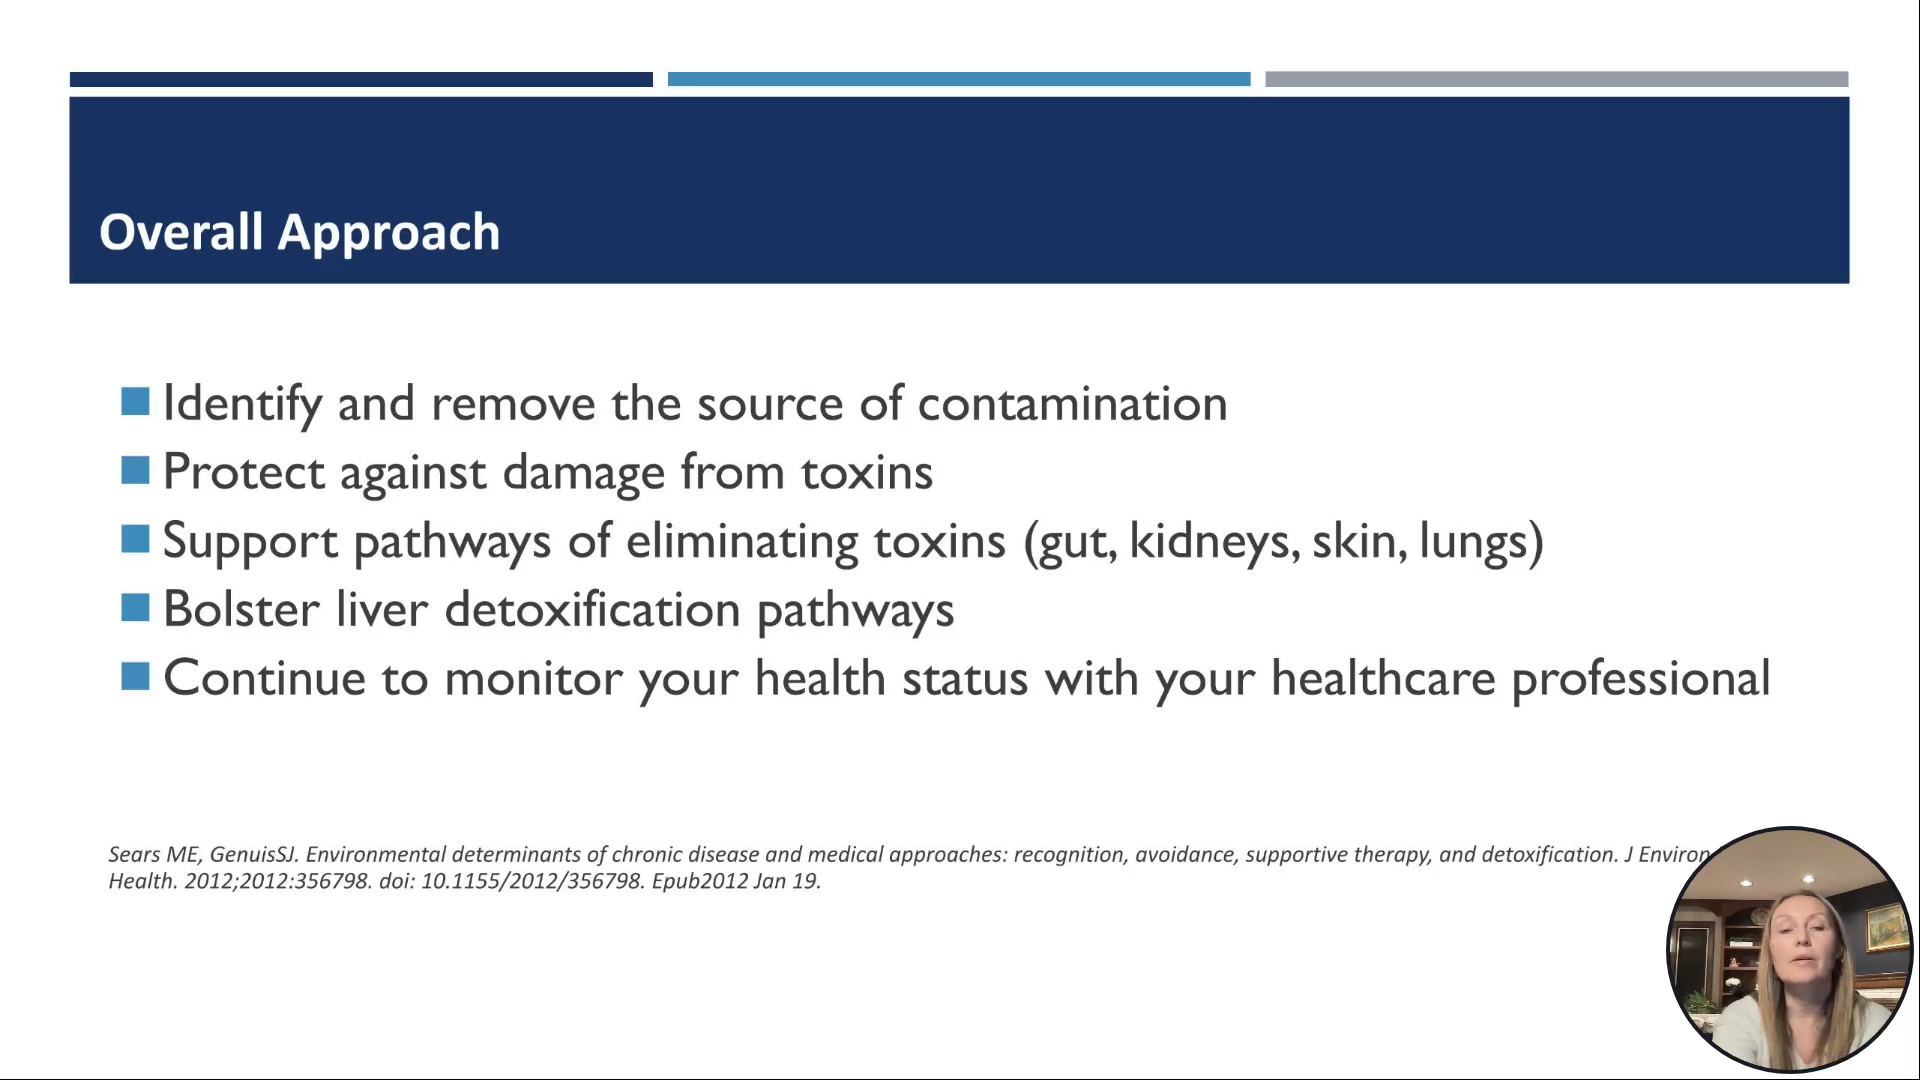 Overall Approach
Identify and remove the source of contamination
Protect against damage from toxins
Support pathways of eliminating toxins (gut, kidneys, skin, lungs)
Bolster liver detoxification pathways
Continue to monitor your health status with your healthcare professional
Sears ME, GenuisSJ. Environmental determinants of chronic disease and medical approaches: recognition, avoidance, supportive therapy, and detoxification. J Environ
Health. 2012;2012:356798. doi: 10.1155/2012/356798. Epub2012 Jan 19.